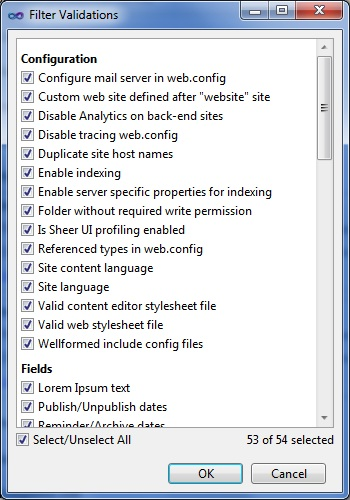 Filter Validations
Configuration
Configure mail server in web.config
Custom web site defined after "website" site
Disable Analytics on back-end sites
Disable tracing web.config
Duplicate site host names
Enable indexing
Enable server specific properties for indexing
Folder without required write permission
Is Sheer UI profiling enabled
Referenced types in web.config
Site content language
Site language
Valid content editor stylesheet file
Valid web stylesheet file
Wellformed include config files
Fields
Lorem Ipsum text
Publish/Unpublish dates
Reminder/Archive dates
Select/Unselect All 53 of 54 selected
OK Cancel